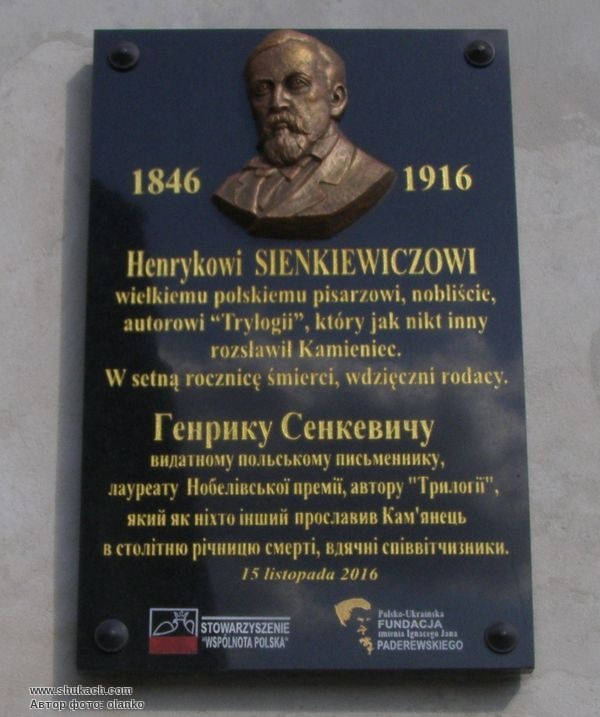 1846
1916
Henrykowi SIENKIEWICZOWI
wielkiemu polskiemu pisarzowi, nobliście,
autorowi “Trylogii”, który jak nikt inny
rozsławił Kamieniec.
W setną rocznicę śmierci, wdzięczni rodacy.
Генрику Сенкевичу
видатному польському письменнику,
лауреату Нобелівської премії, автору "Трилогії",
який як ніхто інший прославив Кам'янець
в столітню річницю смерті, вдячні співвітчизники.
15 listopada 2016
STOWARZYSZENIE
"WSPÓLNOTA POLSKA"
Polsko-Ukraińska
FUNDACJA
imienia Ignacego Jana
PADEREWSKIEGO
www.shukach.com
Автор фото: olanko